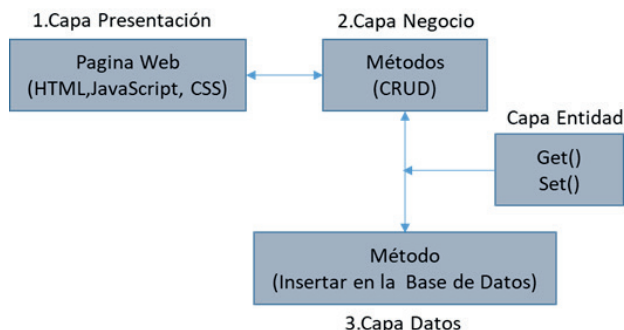 1.Capa Presentación
Pagina Web
(HTML,JavaScript, CSS)
2.Capa Negocio
Métodos
(CRUD)
Capa Entidad
Get()
Set()
Método
(Insertar en la Base de Datos)
3.Capa Datos